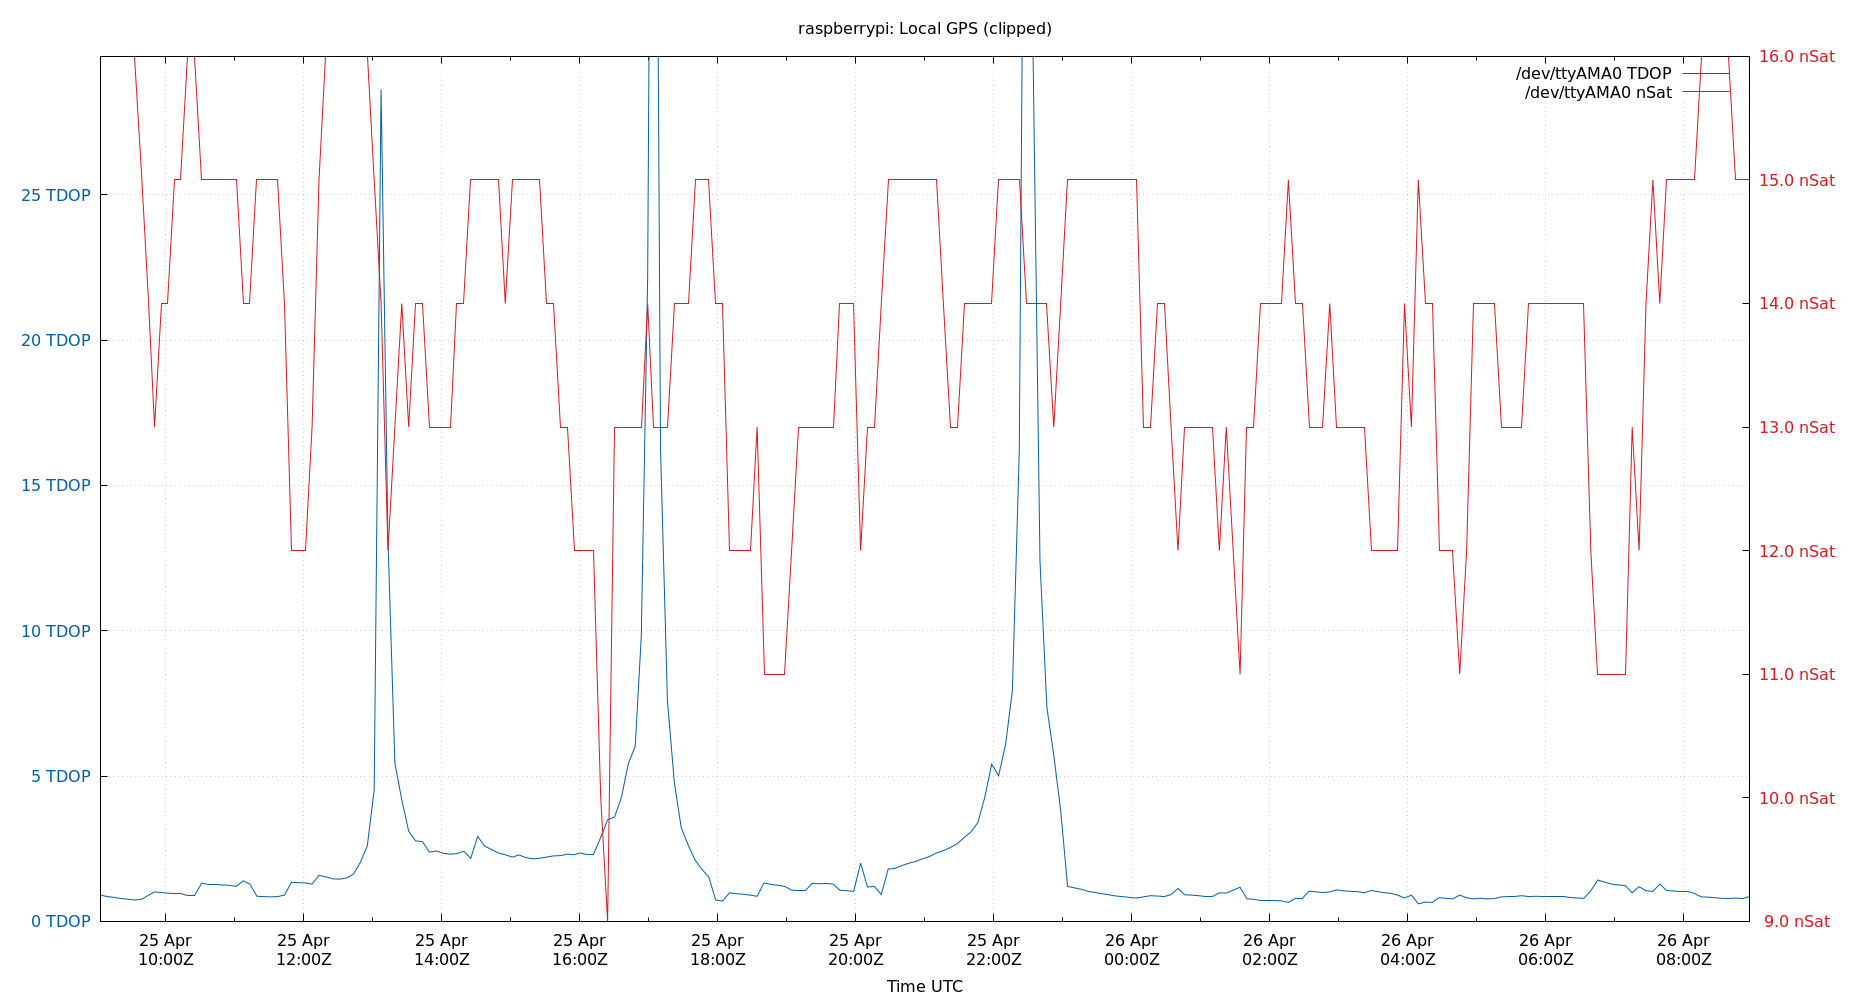 raspberrypi: Local GPS (clipped)
/dev/ttyAMA0 TDOP
/dev/ttyAMA0 nSat
25 TDOP
20 TDOP
15 TDOP
10 TDOP
5 TDOP
0 TDOP
16.0 nSat
15.0 nSat
14.0 nSat
13.0 nSat
12.0 nSat
11.0 nSat
10.0 nSat
9.0 nSat
25 Apr
10:00Z
25 Apr
12:00Z
25 Apr
14:00Z
25 Apr
16:00Z
25 Apr
18:00Z
25 Apr
20:00Z
25 Apr
22:00Z
26 Apr
00:00Z
26 Apr
02:00Z
26 Apr
04:00Z
26 Apr
06:00Z
26 Apr
08:00Z
Time UTC